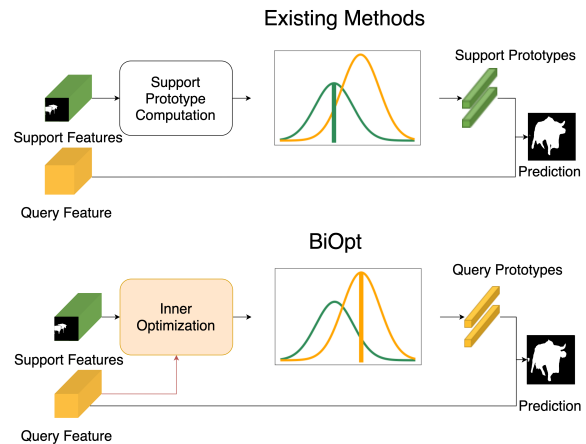 Existing Methods
Support
Prototype
Computation
Support Prototypes
Support Features
Prediction
Query Feature
BiOpt
Query Prototypes
Inner
Optimization
Support Features
Prediction
Query Feature